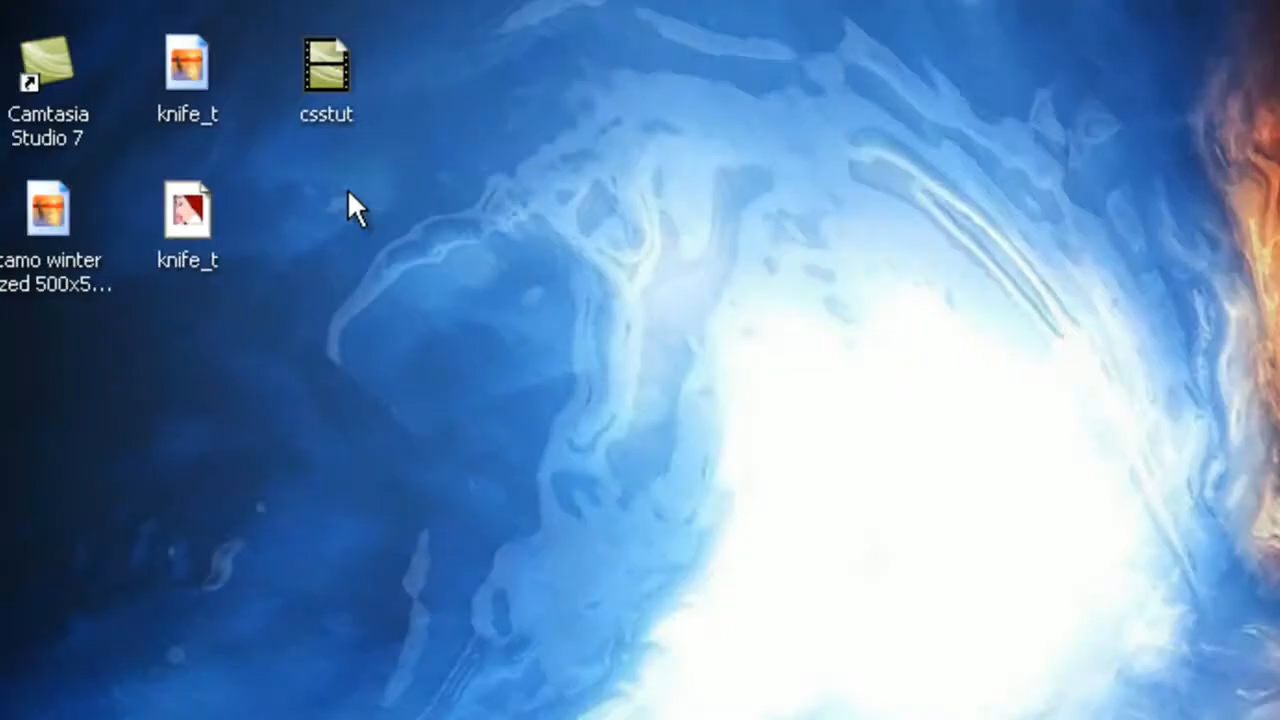 Camtasia
Studio 7
knife_t
csstut
camo winter
zed 500x5...
knife_t